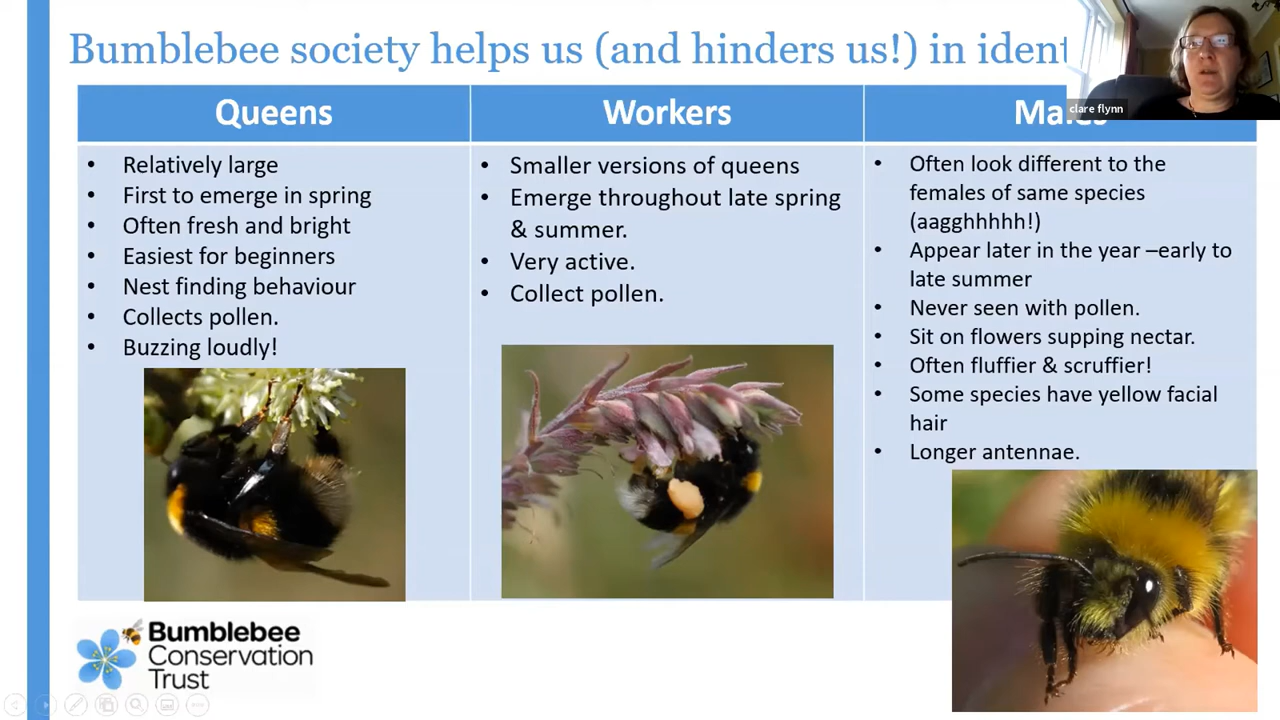 Bumblebee society helps us (and hinders us!) in
clare flynn
Queens
Workers
• Relatively large
• First to emerge in spring
• Often fresh and bright
• Easiest for beginners
• Nest finding behaviour
• Collects pollen.
• Buzzing loudly!
• Smaller versions of queens
• Emerge throughout late spring
& summer.
• Very active.
• Collect pollen.
Males
• Often look different to the
females of same species
(aagghhhhh!)
• Appear later in the year –early to
late summer
• Never seen with pollen.
• Sit on flowers supping nectar.
• Often fluffier & scruffier!
• Some species have yellow facial
hair
• Longer antennae.
Bumblebee
Conservation
Trust